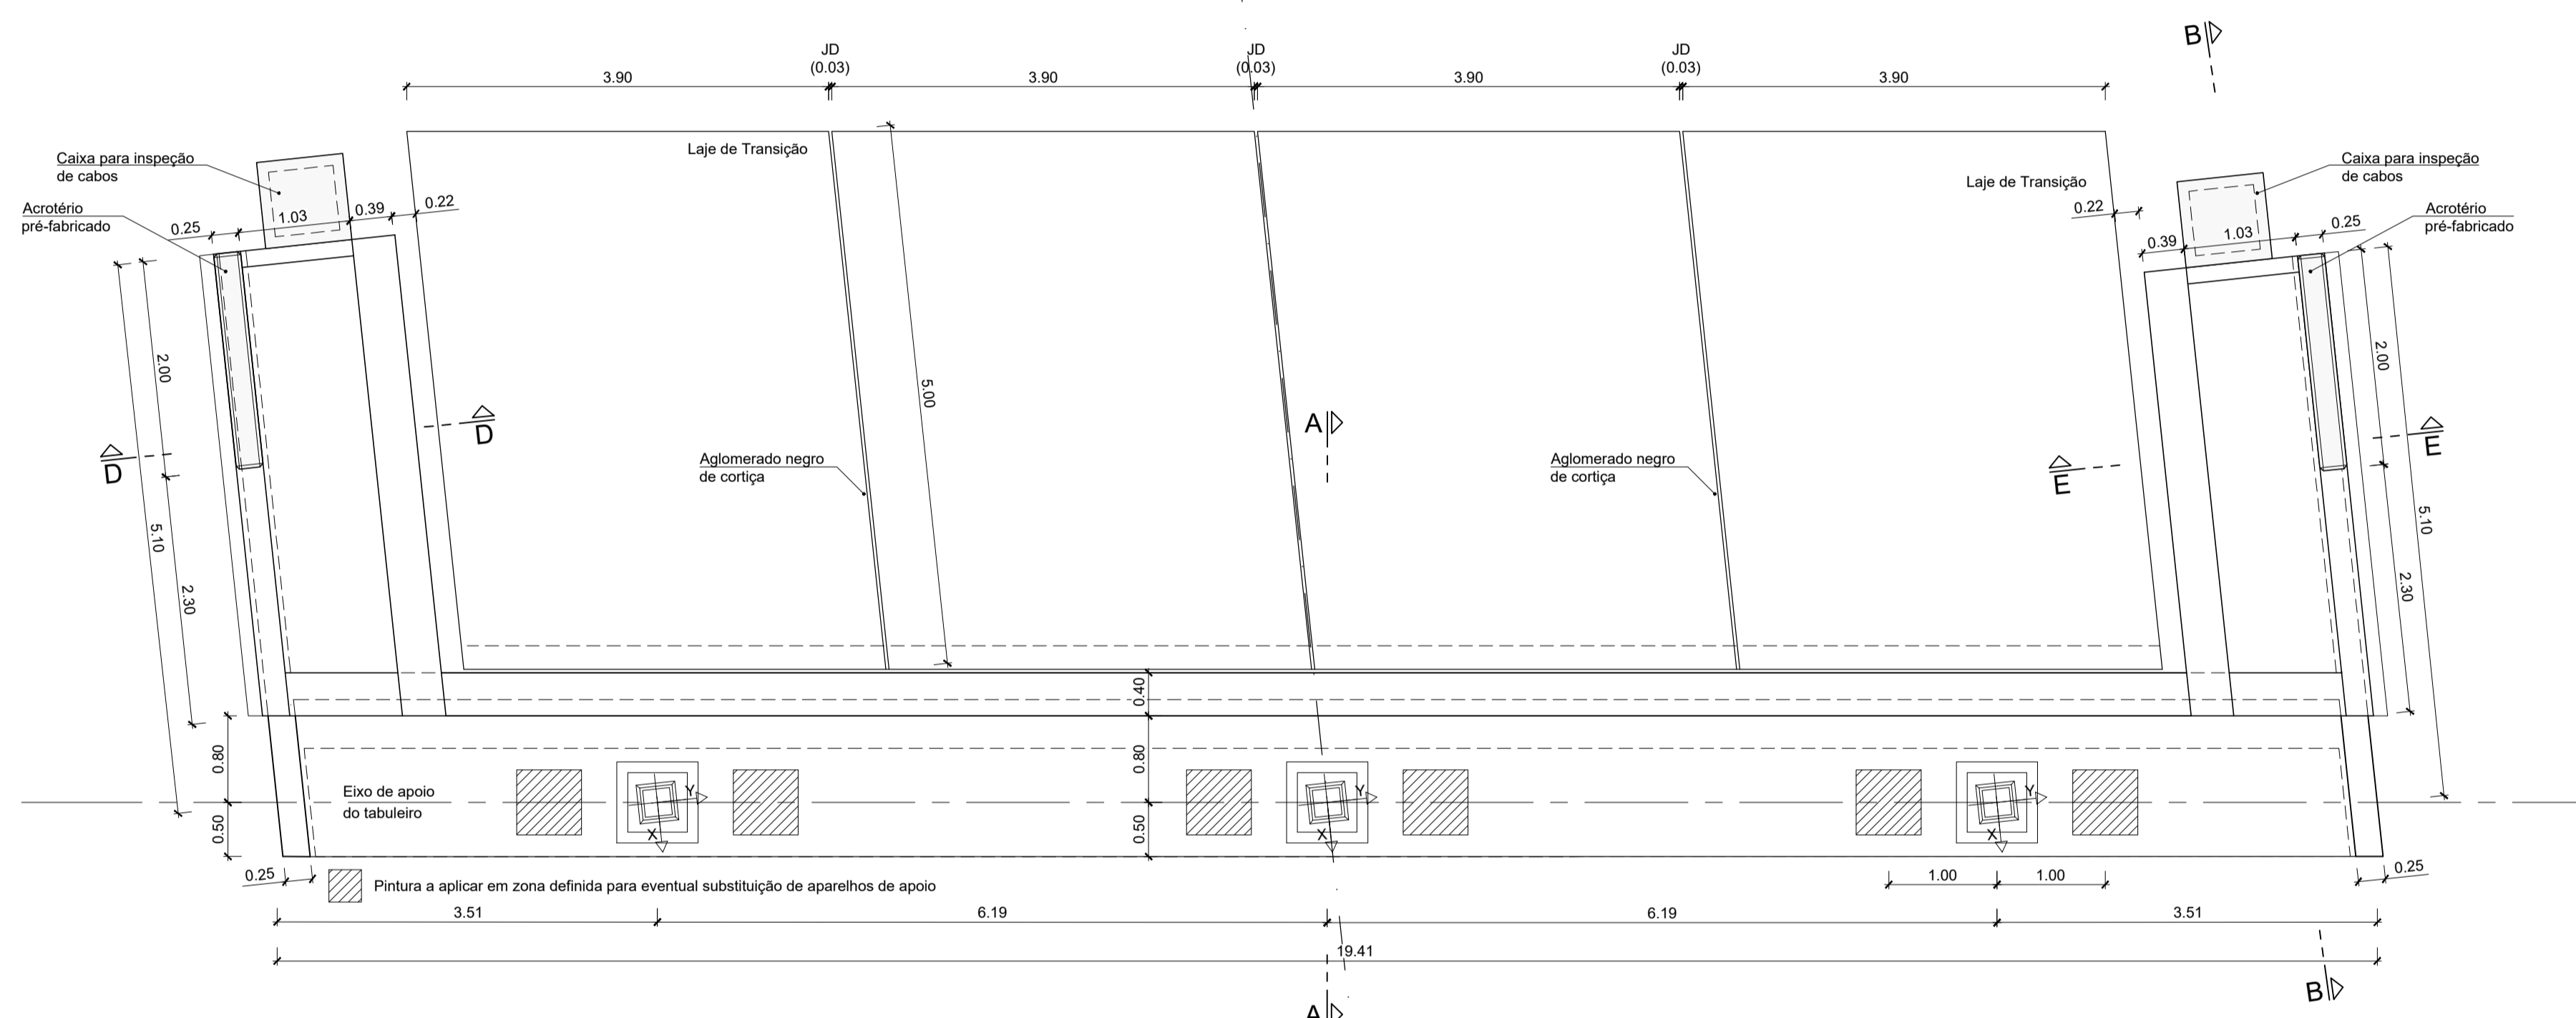 B
JD
JD
JD
(0.03)
(0.03)
(0.03)
3.90
3.90
3.90
3.90
Laje de Transição
Laje de Transição
Caixa para inspeção
de cabos
Caixa para inspeção
de cabos
Acrotério
pré-fabricado
Acrotério
pré-fabricado
0.25
1.03
0.39
0.22
0.22
0.39
1.03
0.25
2.00
2.00
5.00
D
D
A
E
E
Aglomerado negro
de cortiça
Aglomerado negro
de cortiça
5.10
5.10
2.30
2.30
0.40
0.80
0.80
0.50
0.50
Eixo de apoio
do tabuleiro
Y
X
Y
X
Y
X
0.25
Pintura a aplicar em zona definida para eventual substituição de aparelhos de apoio
1.00
1.00
0.25
3.51
6.19
6.19
3.51
19.41
B
A